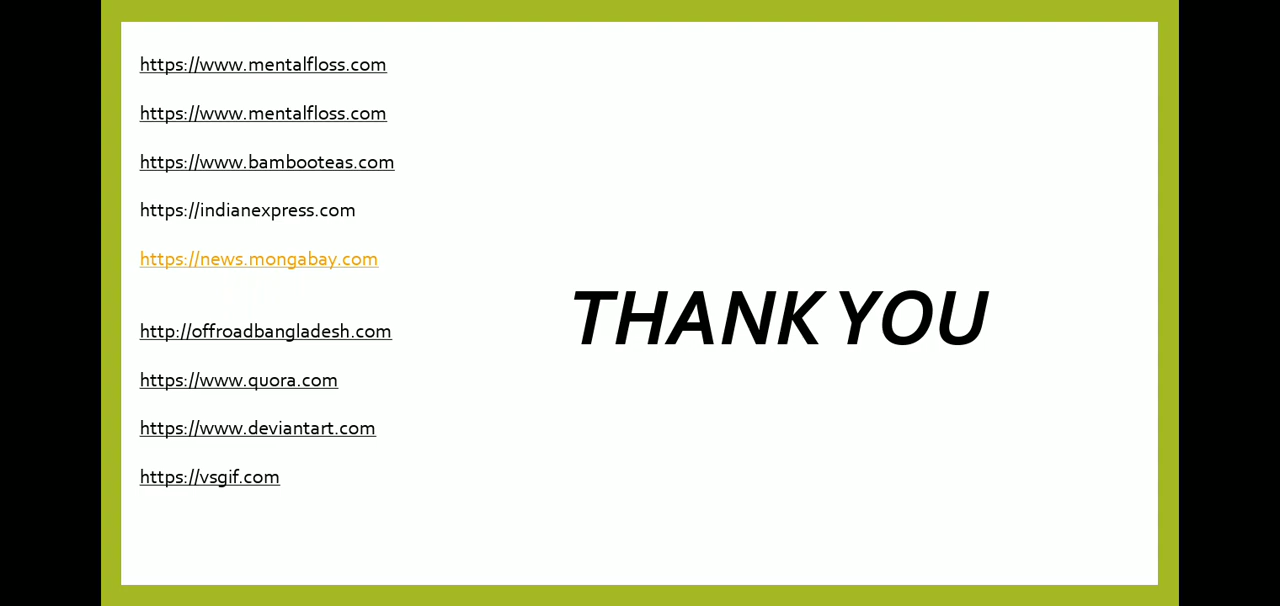 https://www.mentalfloss.com
https://www.mentalfloss.com
https://www.bambooteas.com
https://indianexpress.com
https://news.mongabay.com
http://offroadbangladesh.com
https://www.quora.com
https://www.deviantart.com
https://vsgif.com
THANK YOU